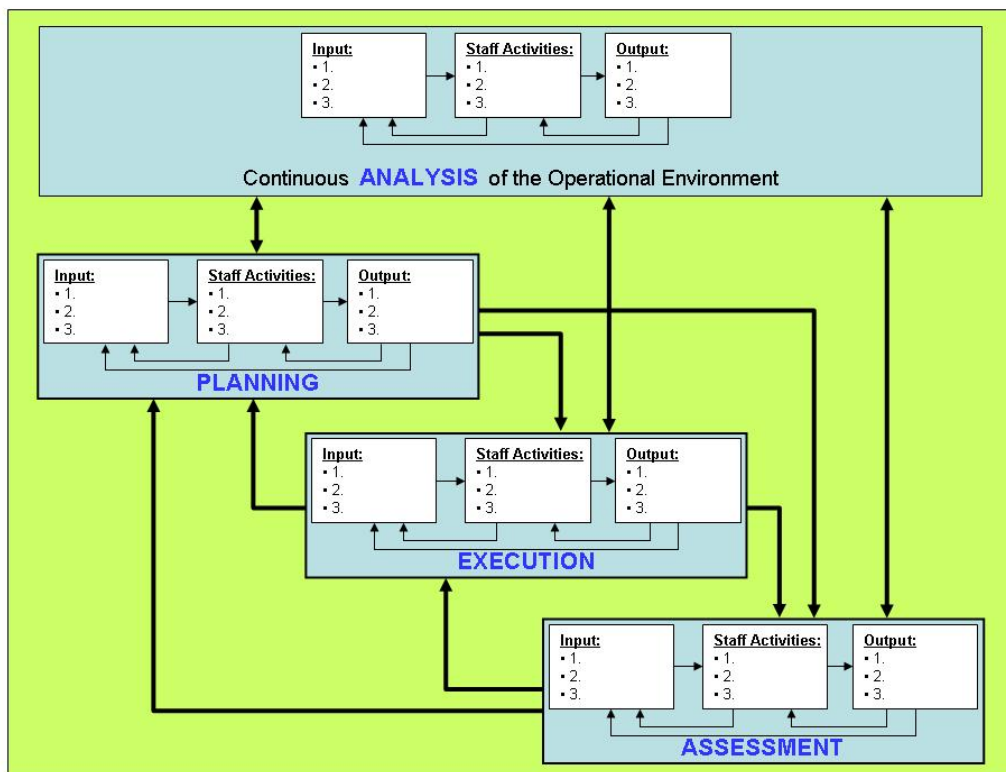 Input:
▪ 1.
▪ 2.
▪ 3.
Staff Activities:
▪ 1.
▪ 2.
▪ 3.
Output:
▪ 1.
▪ 2.
▪ 3.
Continuous ANALYSIS of the Operational Environment
Input:
▪ 1.
▪ 2.
▪ 3.
Staff Activities:
▪ 1.
▪ 2.
▪ 3.
Output:
▪ 1.
▪ 2.
▪ 3.
PLANNING
Input:
▪ 1.
▪ 2.
▪ 3.
Staff Activities:
▪ 1.
▪ 2.
▪ 3.
Output:
▪ 1.
▪ 2.
▪ 3.
EXECUTION
Input:
▪ 1.
▪ 2.
▪ 3.
Staff Activities:
▪ 1.
▪ 2.
▪ 3.
Output:
▪ 1.
▪ 2.
▪ 3.
ASSESSMENT